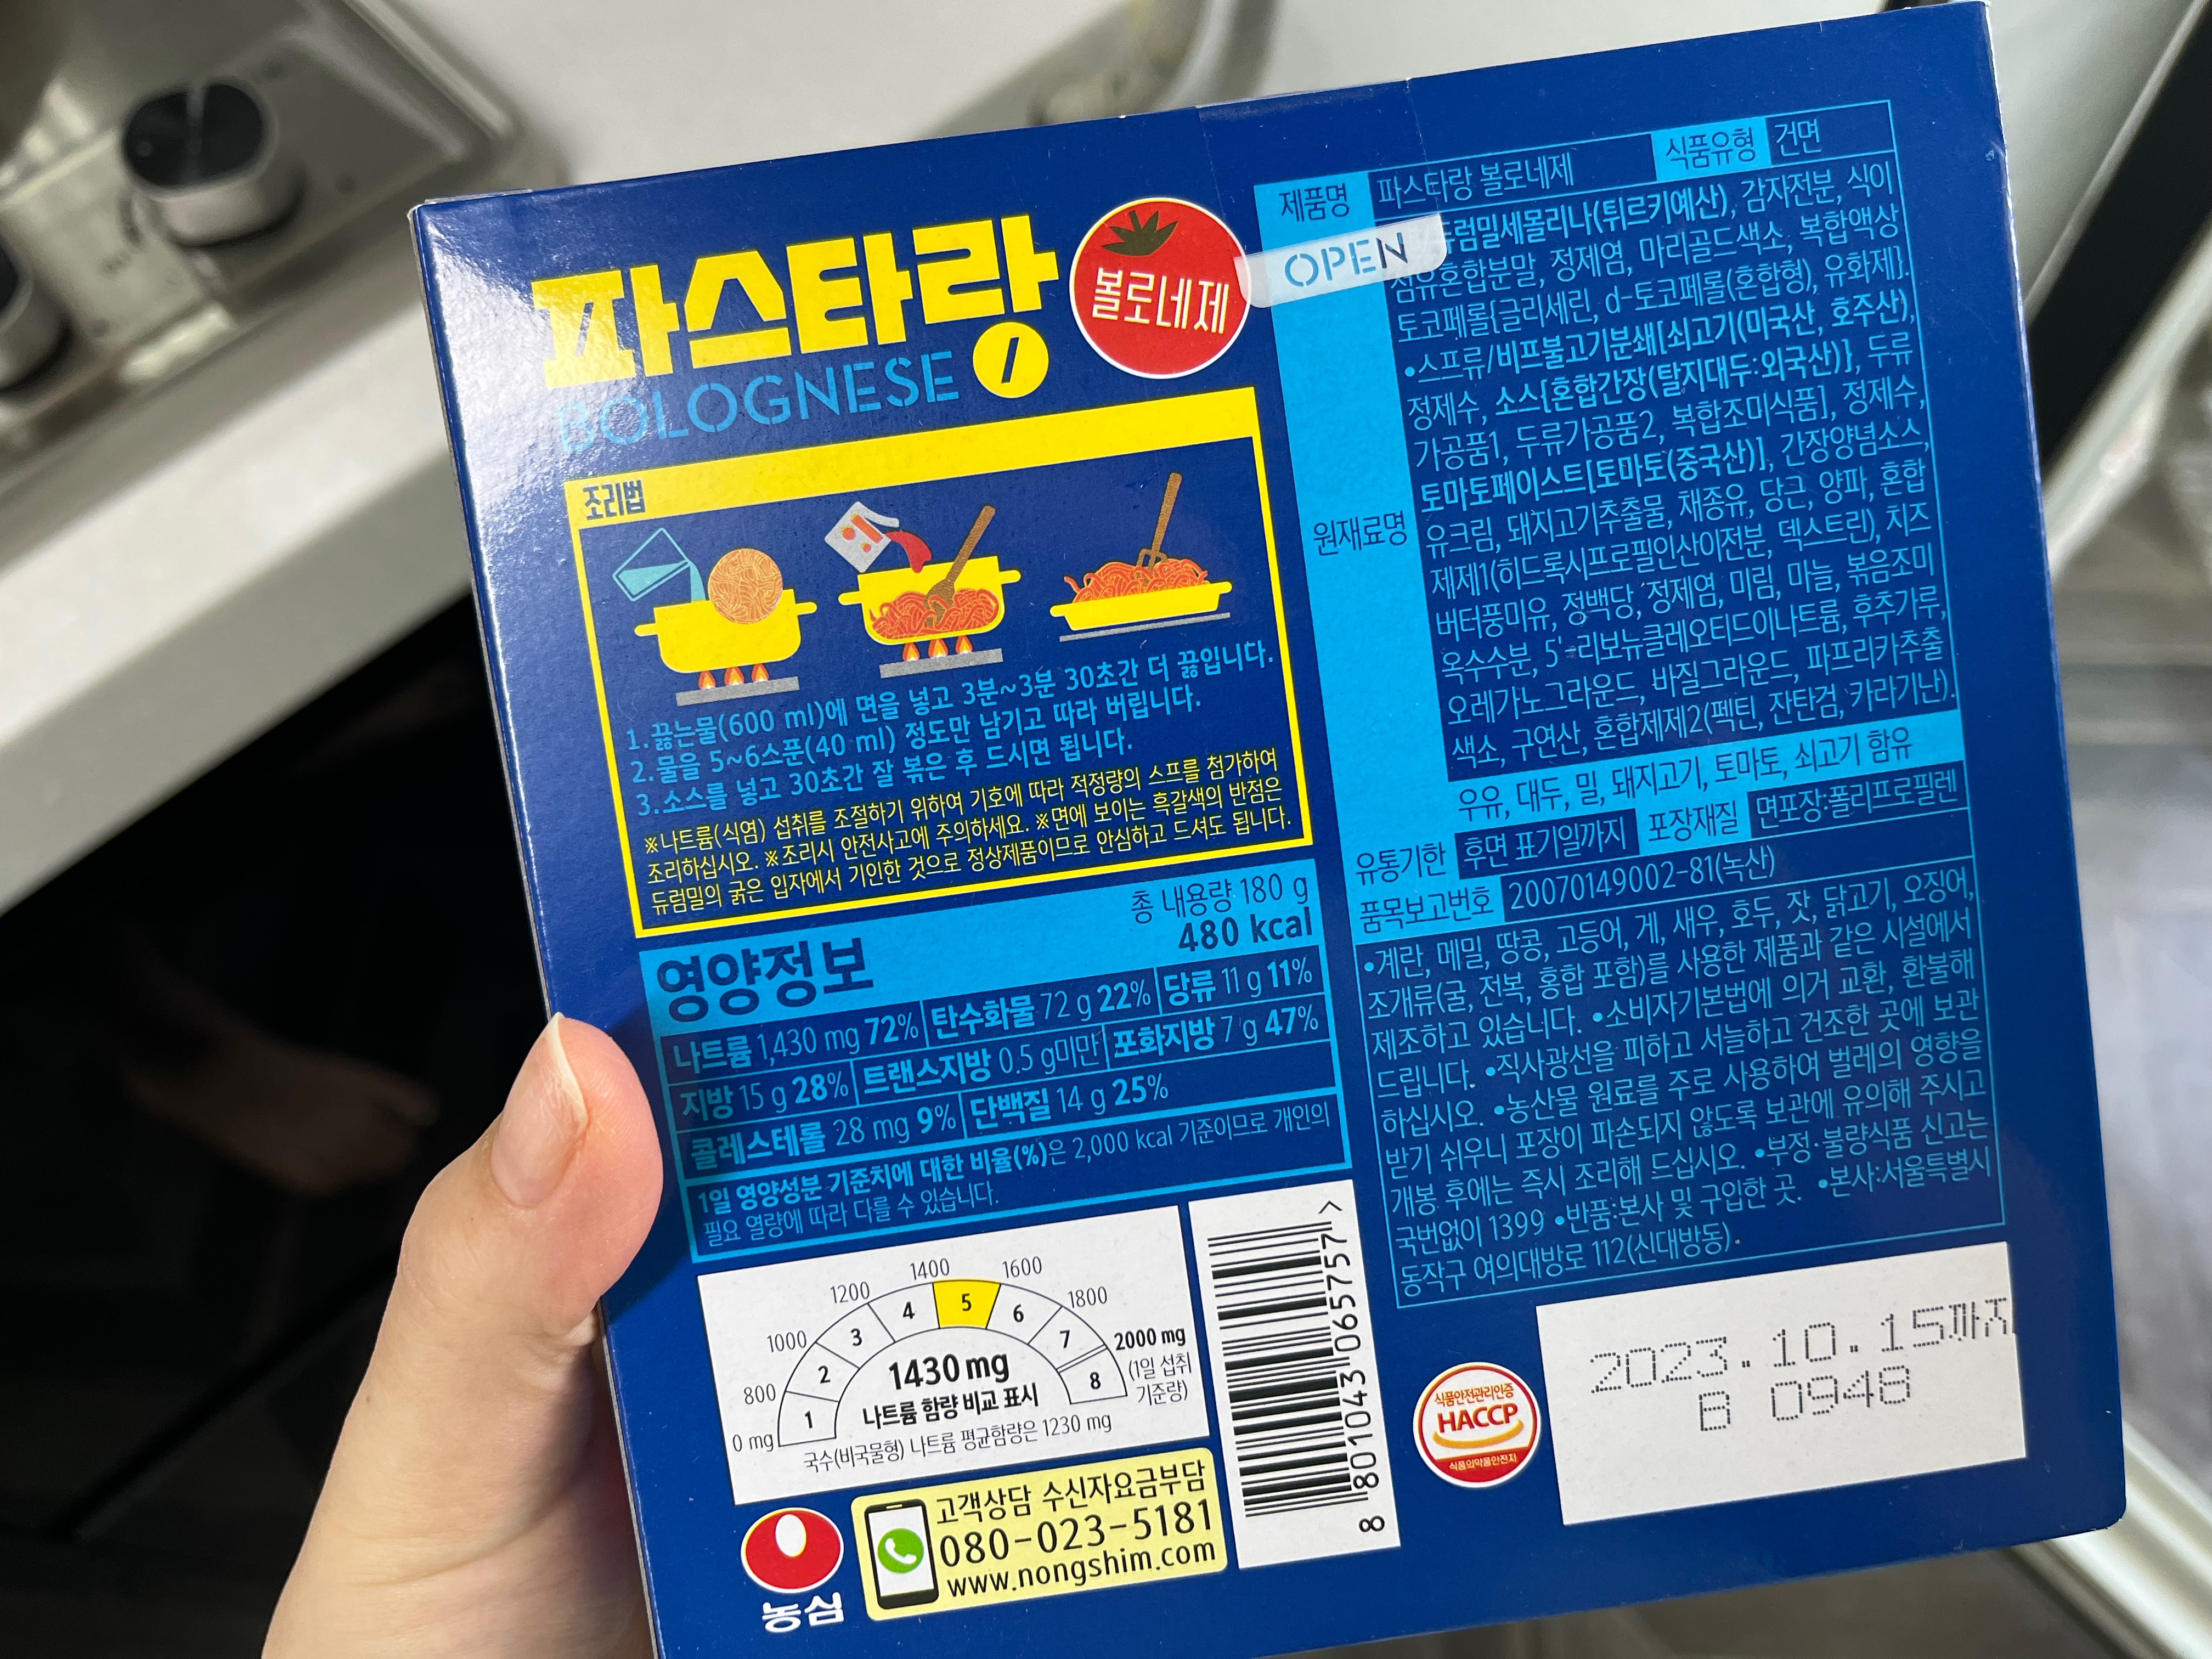 파스타랑
볼로네제
BOLOGNESE
조리법
1.끓는물(600 ml)에 면을 넣고 3분~3분 30초간 더 끓입니다.
2.물을 5~6스푼(40 ml) 정도만 남기고 따라 버립니다.
3.소스를 넣고 30초간 잘 볶은 후 드시면 됩니다.
※나트륨(식염) 섭취를 조절하기 위하여 기호에 따라 적정량의 스프를 첨가하여
조리하십시오. ※조리시 안전사고에 주의하세요. ※면에 보이는 흑갈색의 반점은
듀럼밀의 굵은 입자에서 기인한 것으로 정상제품이므로 안심하고 드셔도 됩니다.
영양정보
총 내용량 180 g
480 kcal
나트륨 1,430 mg 72% 탄수화물 72 g 22% 당류 11 g 11%
지방 15 g 28% 트랜스지방 0.5 g미만 포화지방 7 g 47%
콜레스테롤 28 mg 9% 단백질 14 g 25%
1일 영양성분 기준치에 대한 비율(%)은 2,000 kcal 기준이므로 개인의
필요 열량에 따라 다를 수 있습니다.
0 mg 800 1000 1200 1400 1600 1800 2000 mg
(1일 섭취
기준량)
1 2 3 4 5 6 7 8
1430 mg
나트륨 함량 비교 표시
국수(비국물형) 나트륨 평균함량은 1230 mg
농심
고객상담 수신자요금부담
080-023-5181
www.nongshim.com
8 801043 065757 >
제품명 파스타랑 볼로네제 식품유형 건면
OPEN
원재료명
듀럼밀세몰리나(튀르키예산), 감자전분, 식이
섬유혼합분말, 정제염, 마리골드색소, 복합액상
토코페롤{글리세린, d-토코페롤(혼합형), 유화제}.
•스프류/비프불고기분쇄[쇠고기(미국산, 호주산),
정제수, 소스{혼합간장(탈지대두:외국산)}, 두류
가공품1, 두류가공품2, 복합조미식품], 정제수,
토마토페이스트[토마토(중국산)], 간장양념소스,
유크림, 돼지고기추출물, 채종유, 당근, 양파, 혼합
제제1(히드록시프로필인산이전분, 덱스트린), 치즈
버터풍미유, 정백당, 정제염, 미림, 마늘, 볶음조미
옥수수분, 5'-리보뉴클레오티드이나트륨, 후추가루,
오레가노그라운드, 바질그라운드, 파프리카추출
색소, 구연산, 혼합제제2(펙틴, 잔탄검, 카라기난).
우유, 대두, 밀, 돼지고기, 토마토, 쇠고기 함유
유통기한 후면 표기일까지 포장재질 면포장:폴리프로필렌
품목보고번호 20070149002-81(녹산)
•계란, 메밀, 땅콩, 고등어, 게, 새우, 호두, 잣, 닭고기, 오징어,
조개류(굴, 전복, 홍합 포함)를 사용한 제품과 같은 시설에서
제조하고 있습니다. •소비자기본법에 의거 교환, 환불해
드립니다. •직사광선을 피하고 서늘하고 건조한 곳에 보관
하십시오. •농산물 원료를 주로 사용하여 벌레의 영향을
받기 쉬우니 포장이 파손되지 않도록 보관에 유의해 주시고
개봉 후에는 즉시 조리해 드십시오. •부정·불량식품 신고는
국번없이 1399 •반품:본사 및 구입한 곳. •본사:서울특별시
동작구 여의대방로 112(신대방동).
식품안전관리인증
HACCP
식품의약품안전처
2023.10.15까지
B 0948